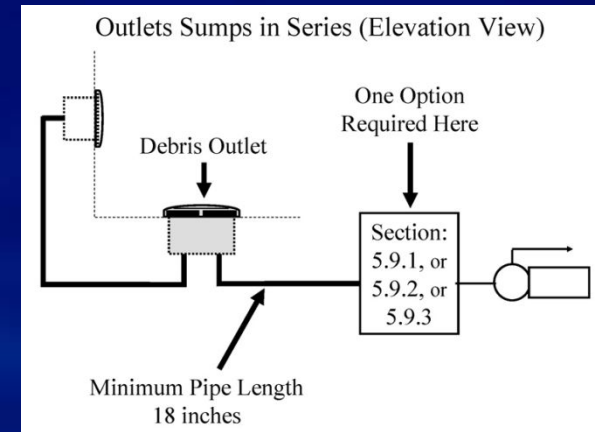 Outlets Sumps in Series (Elevation View)
One Option
Required Here
Debris Outlet
Section:
5.9.1, or
5.9.2, or
5.9.3
Minimum Pipe Length
18 inches